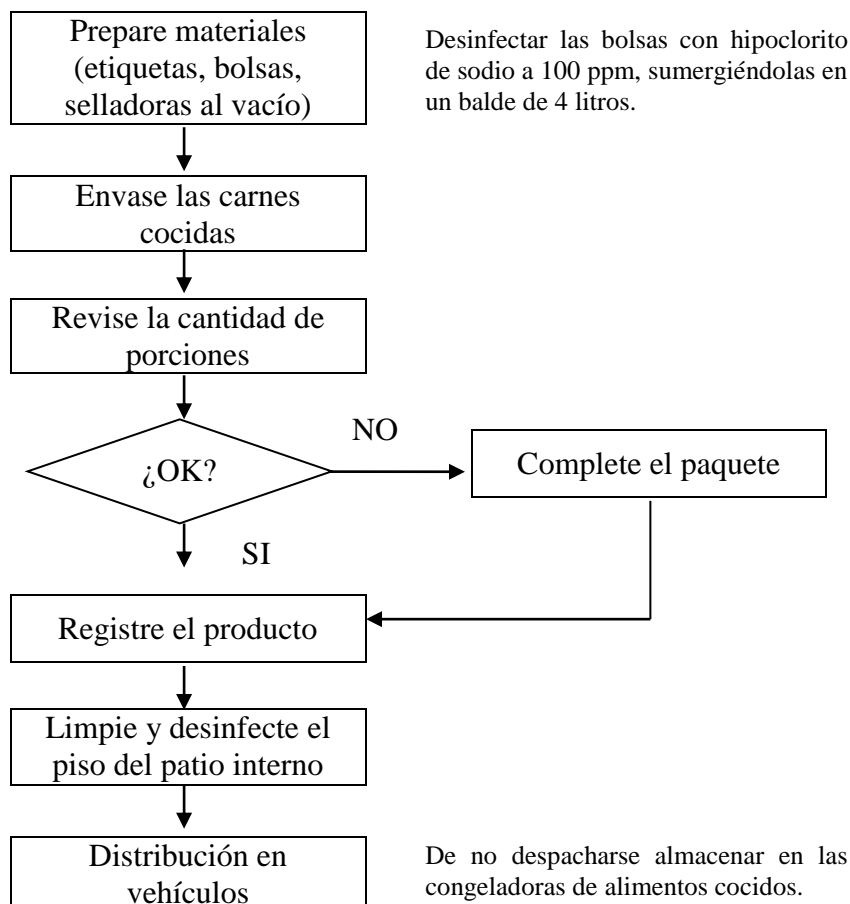 Prepare materiales
(etiquetas, bolsas,
selladoras al vacío)
Desinfectar las bolsas con hipoclorito
de sodio a 100 ppm, sumergiéndolas en
un balde de 4 litros.
Envase las carnes
cocidas
Revise la cantidad de
porciones
¿OK?
NO
Complete el paquete
SI
Registre el producto
Limpie y desinfecte el
piso del patio interno
Distribución en
vehículos
De no despacharse almacenar en las
congeladoras de alimentos cocidos.